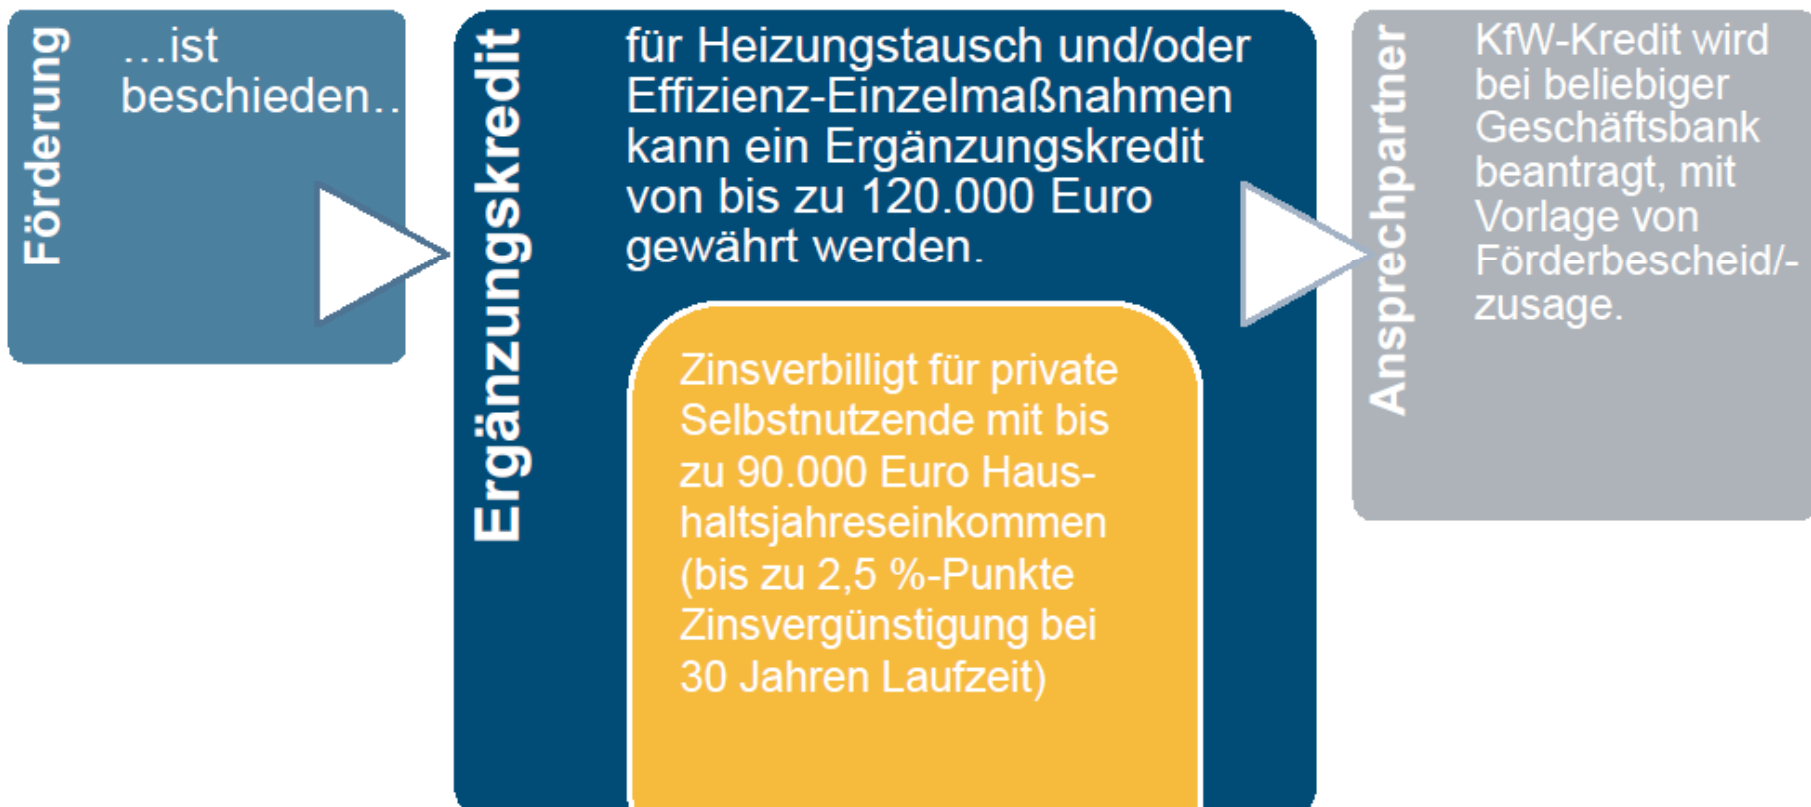 Förderung
…ist
beschieden…
Ergänzungskredit
für Heizungstausch und/oder
Effizienz-Einzelmaßnahmen
kann ein Ergänzungskredit
von bis zu 120.000 Euro
gewährt werden.
Zinsverbilligt für private
Selbstnutzende mit bis
zu 90.000 Euro Haus-
haltsjahreseinkommen
(bis zu 2,5 %-Punkte
Zinsvergünstigung bei
30 Jahren Laufzeit)
Ansprechpartner
KfW-Kredit wird
bei beliebiger
Geschäftsbank
beantragt, mit
Vorlage von
Förderbescheid/-
zusage.